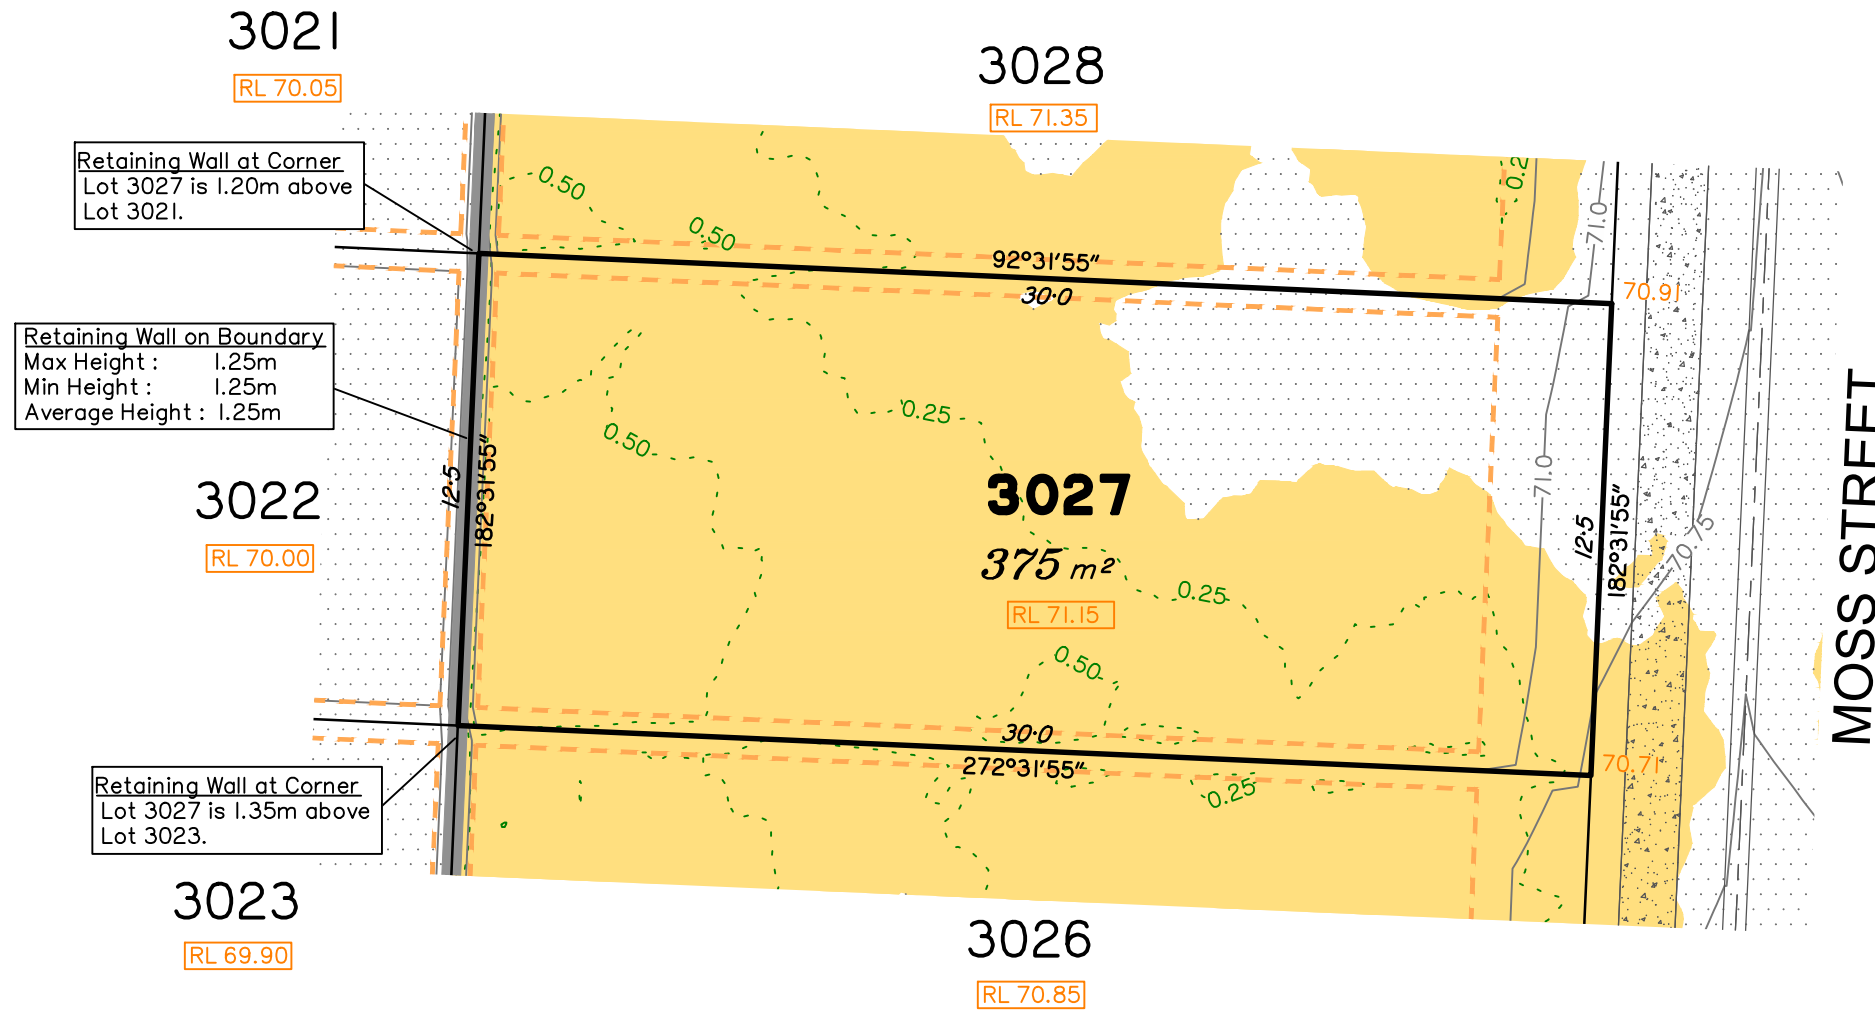 3021
RL 70.05
3028
RL 71.35
Retaining Wall at Corner
Lot 3027 is 1.20m above
Lot 3021.
0.50
0.50
0.2
71.0
92°31'55"
30·0
70.91
Retaining Wall on Boundary
Max Height : 1.25m
Min Height : 1.25m
Average Height : 1.25m
0.25
0.50
12·5
182°31'55"
71.0
3027
375 m²
RL 71.15
12·5
182°31'55"
70.75
MOSS STREET
3022
RL 70.00
0.25
0.50
30·0
272°31'55"
70.71
0.25
Retaining Wall at Corner
Lot 3027 is 1.35m above
Lot 3023.
3023
RL 69.90
3026
RL 70.85